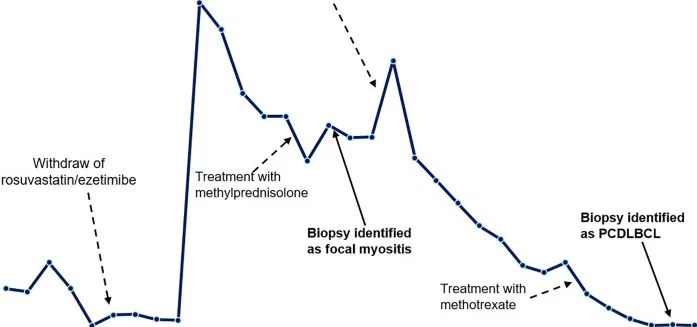 Withdraw of
rosuvastatin/ezetimibe
Treatment with
methylprednisolone
Biopsy identified
as focal myositis
Treatment with
methotrexate
Biopsy identified
as PCDLBCL